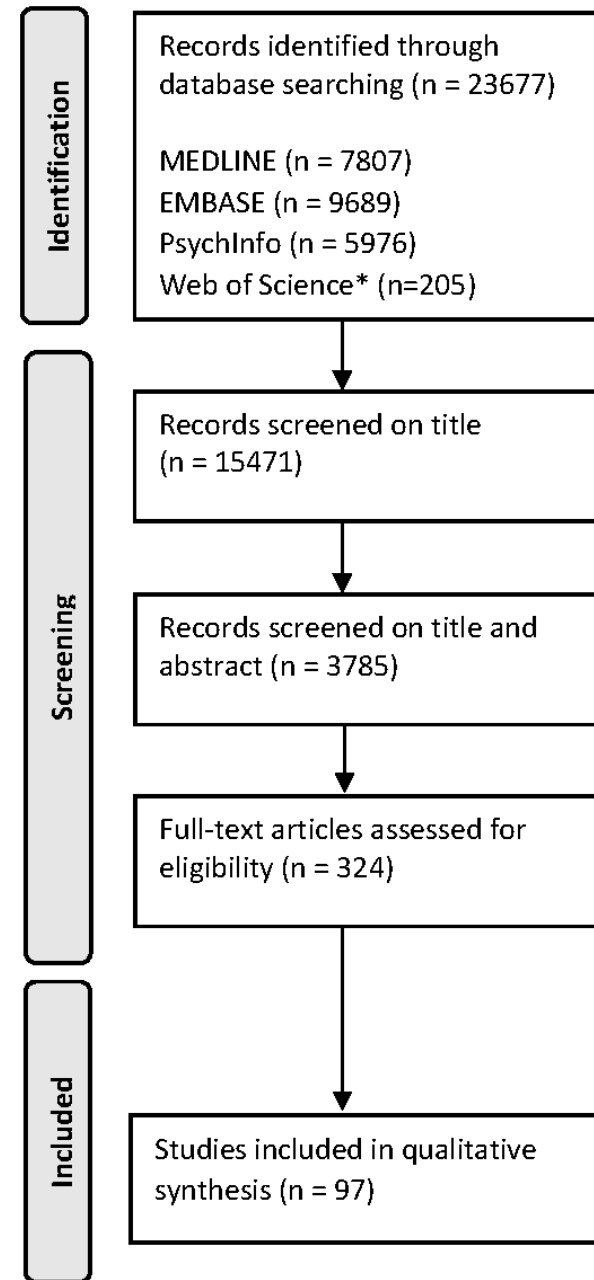 Identification
Records identified through
database searching (n = 23677)
MEDLINE (n = 7807)
EMBASE (n = 9689)
PsychInfo (n = 5976)
Web of Science* (n=205)
Screening
Records screened on title
(n = 15471)
Records screened on title and
abstract (n = 3785)
Full-text articles assessed for
eligibility (n = 324)
Included
Studies included in qualitative
synthesis (n = 97)